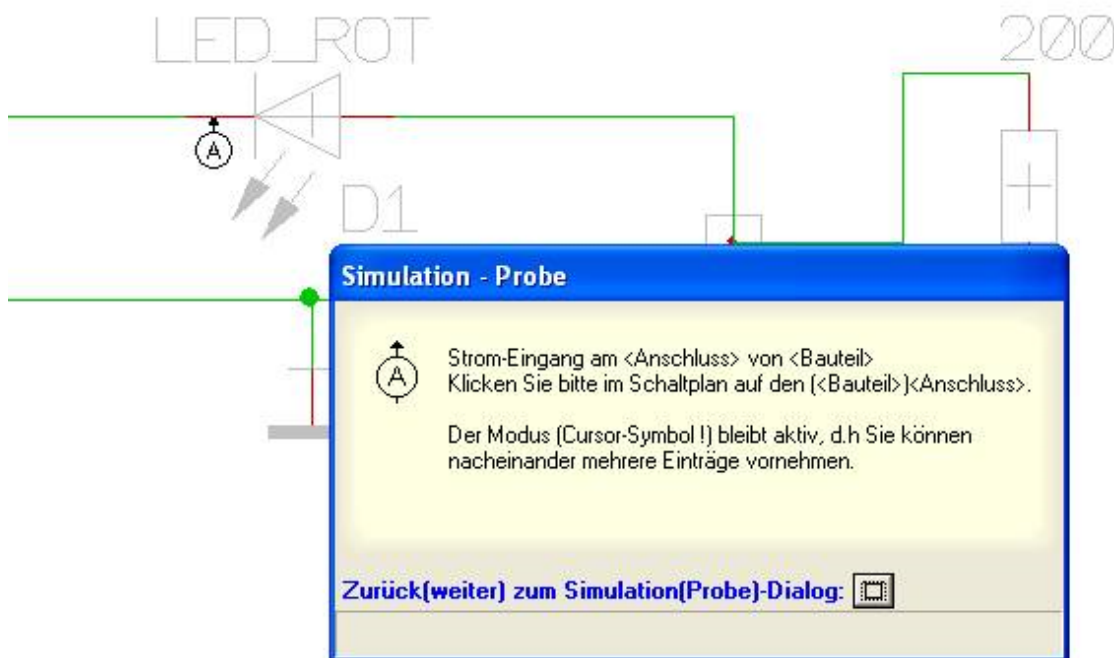 LED_ROT
200
A
D1
Simulation - Probe
A
Strom-Eingang am <Anschluss> von <Bauteil>
Klicken Sie bitte im Schaltplan auf den (<Bauteil>)<Anschluss>.
Der Modus (Cursor-Symbol !) bleibt aktiv, d.h Sie können
nacheinander mehrere Einträge vornehmen.
Zurück(weiter) zum Simulation(Probe)-Dialog: